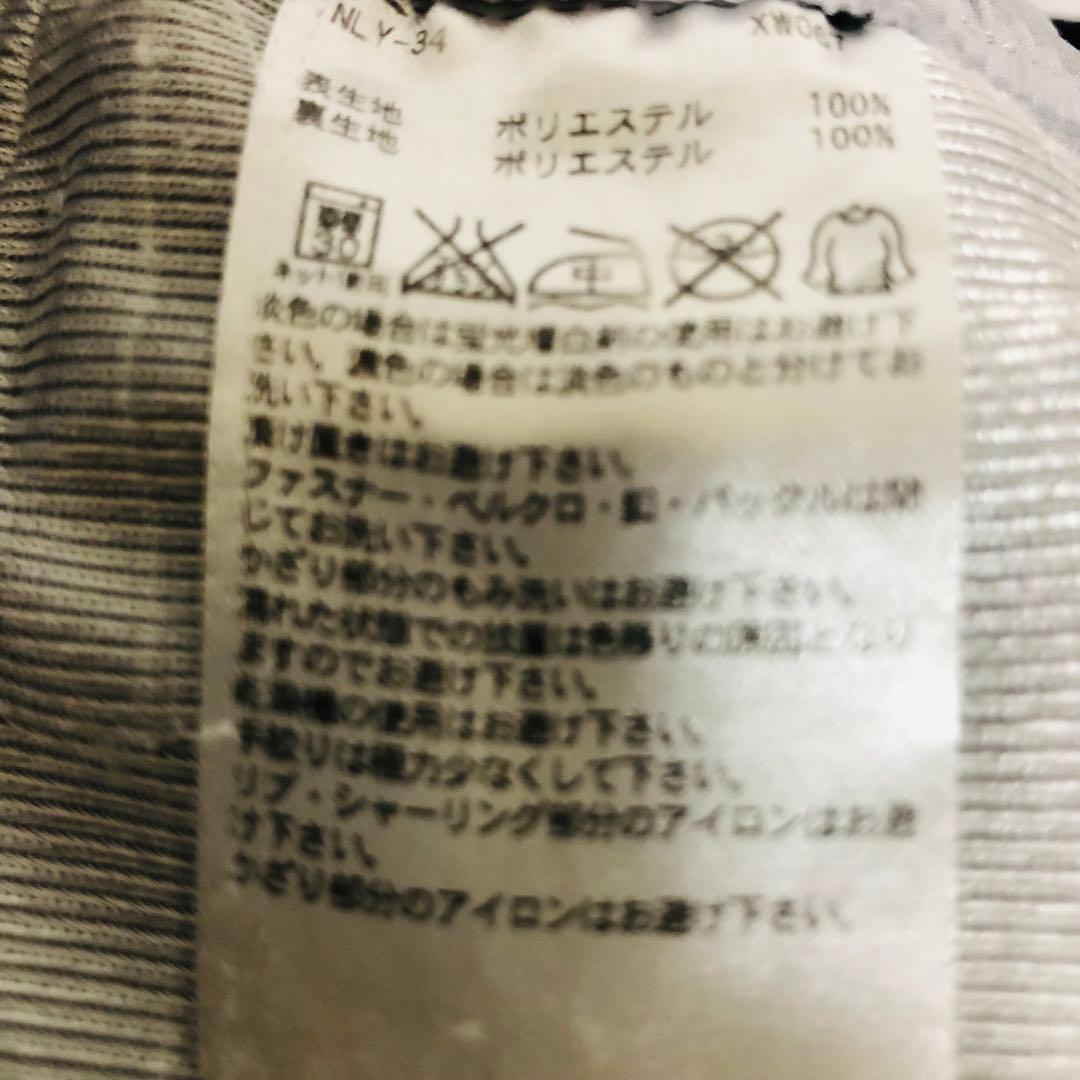 NLY-34
表生地 ポリエステル 100%
裏生地 ポリエステル 100%
弱 30 中
ネット使用
淡色の場合は蛍光増白剤の使用はお避け下
さい。濃色の場合は淡色のものと分けてお
洗い下さい。
漬け置きはお避け下さい。
ファスナー・ベルクロ・釦・バックルは閉
じてお洗い下さい。
かざり部分のもみ洗いはお避け下さい。
濡れた状態での放置は色移りの原因となり
ますのでお避け下さい。
乾燥機の使用はお避け下さい。
手絞りは極力少なくして下さい。
リブ・シャーリング部分のアイロンはお避
け下さい。
かざり部分のアイロンはお避け下さい。